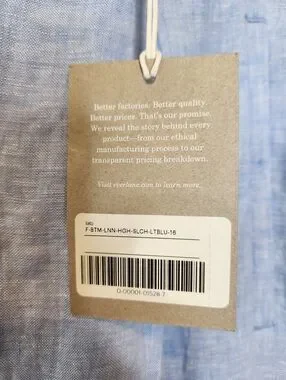 Better factories. Better quality.
Better prices. That's our promise.
We reveal the story behind every
product—from our ethical
manufacturing process to our
transparent pricing breakdown.
Visit everlane.com to learn more.
SKU
F-BTM-LNN-HGH-SLCH-LTBLU-16
0-00001-01528-7